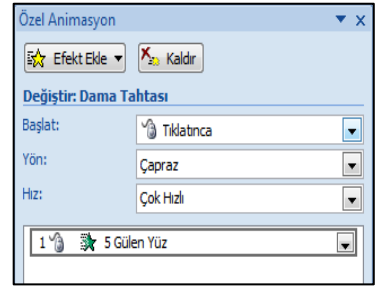 Özel Animasyon
Efekt Ekle Kaldır
Değiştir: Dama Tahtası
Başlat: Tıklatınca
Yön: Çapraz
Hız: Çok Hızlı
1 5 Gülen Yüz